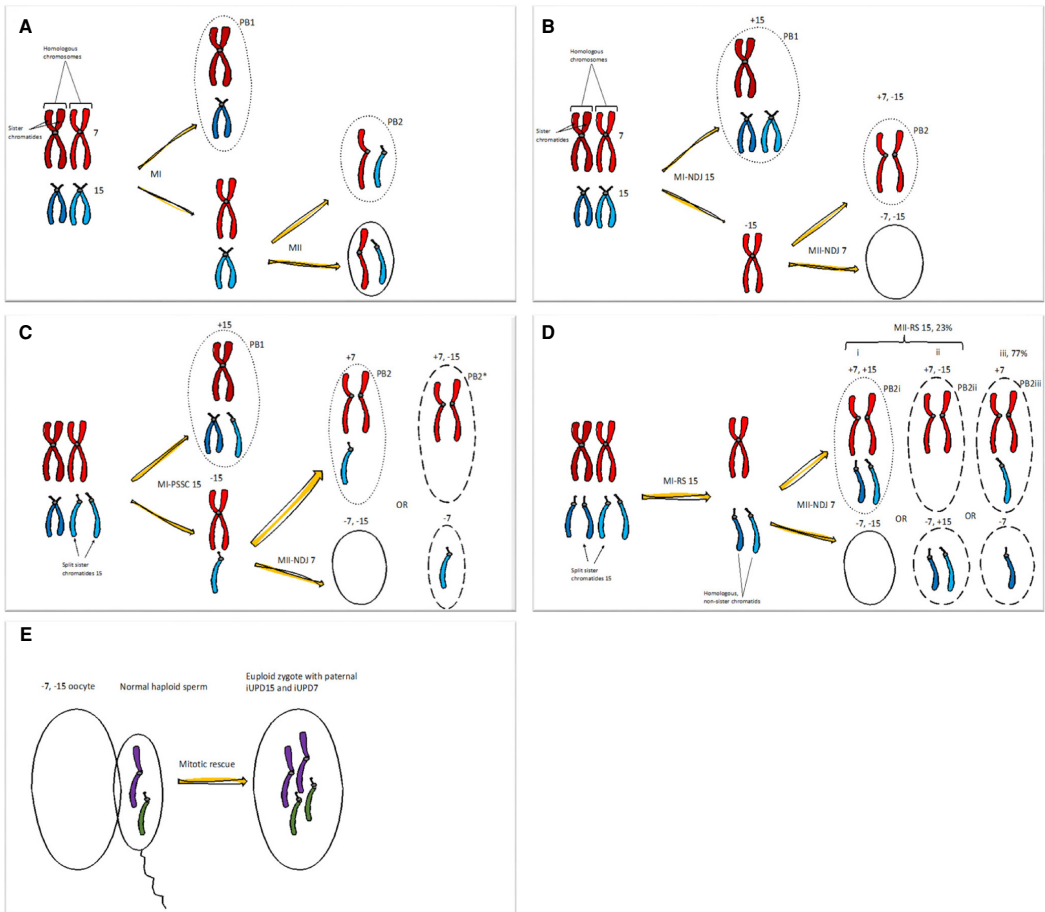 A
PB1
Homologous
chromosomes
Sister
chromatides
7
15
MI
MII
PB2
B
+15
PB1
Homologous
chromosomes
Sister
chromatides
7
15
MI-NDJ 15
-15
MII-NDJ 7
+7, -15
PB2
-7, -15
C
+15
PB1
MI-PSSC 15
-15
Split sister
chromatides 15
MII-NDJ 7
+7
PB2
+7, -15
PB2*
OR
-7, -15
-7
D
MII-RS 15, 23%
i
ii
iii, 77%
+7, +15
+7, -15
+7
PB2i
PB2ii
PB2iii
MI-RS 15
MII-NDJ 7
Split sister
chromatides 15
Homologous,
non-sister chromatids
-7, -15
OR
-7, +15
OR
-7
E
-7, -15 oocyte
Normal haploid sperm
Euploid zygote with paternal
iUPD15 and iUPD7
Mitotic rescue